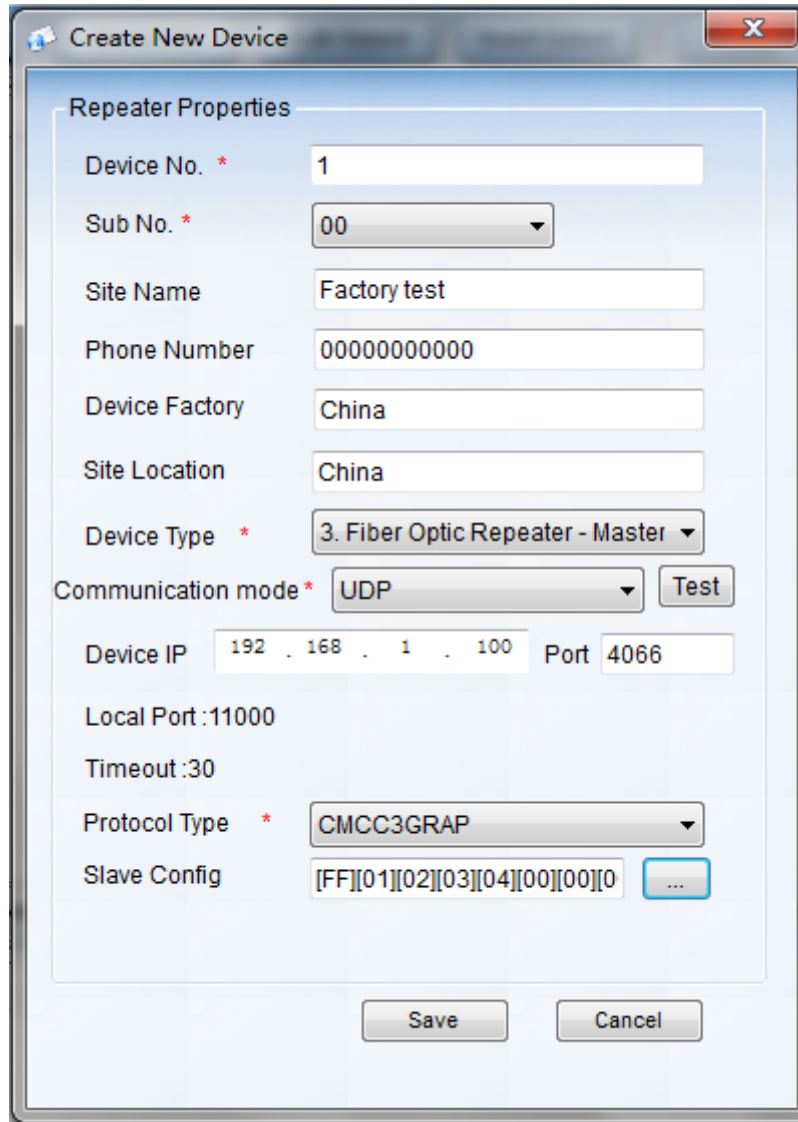 Create New Device
Repeater Properties
Device No. * 1
Sub No. * 00
Site Name Factory test
Phone Number 00000000000
Device Factory China
Site Location China
Device Type * 3. Fiber Optic Repeater - Master
Communication mode * UDP Test
Device IP 192 . 168 . 1 . 100 Port 4066
Local Port :11000
Timeout :30
Protocol Type * CMCC3GRAP
Slave Config [FF][01][02][03][04][00][00][0 ...
Save Cancel